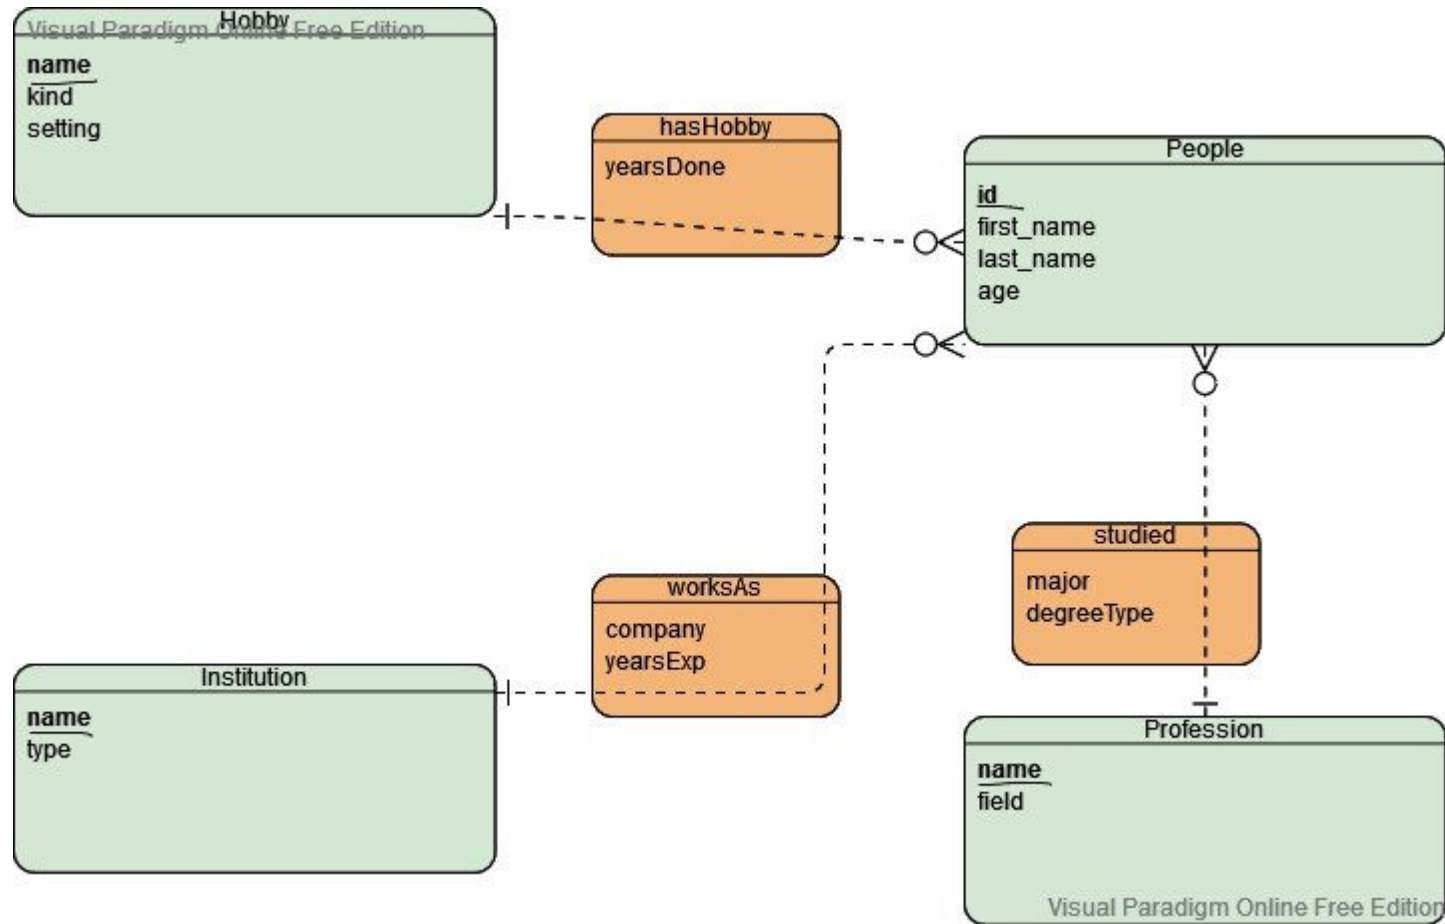 Hobby
Visual Paradigm Online Free Edition
name
kind
setting
hasHobby
yearsDone
People
id
first_name
last_name
age
worksAs
company
yearsExp
studied
major
degreeType
Institution
name
type
Profession
name
field
Visual Paradigm Online Free Edition